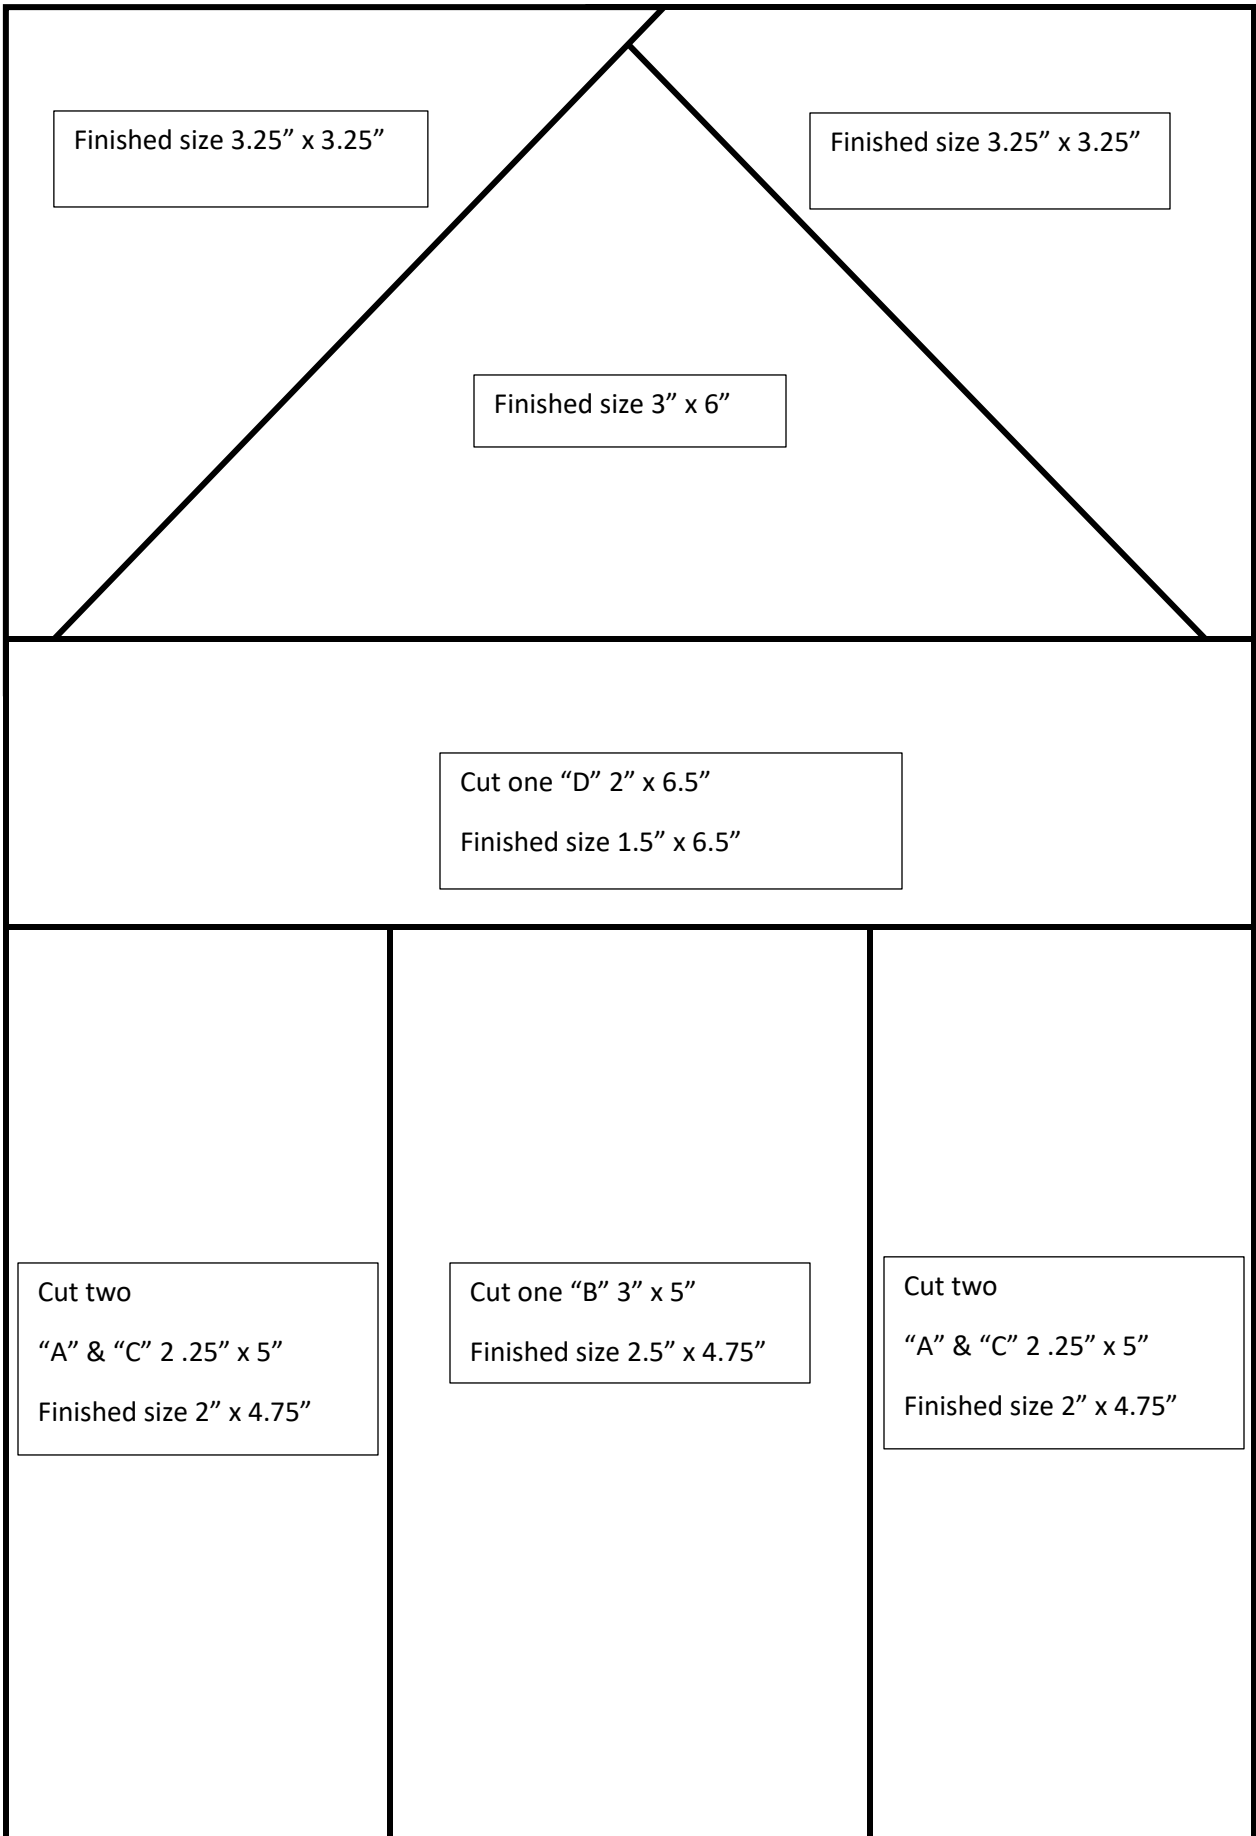 Finished size 3.25” x 3.25”
Finished size 3.25” x 3.25”
Finished size 3” x 6”
Cut one “D” 2” x 6.5”
Finished size 1.5” x 6.5”
Cut two
“A” & “C” 2 .25” x 5”
Finished size 2” x 4.75”
Cut one “B” 3” x 5”
Finished size 2.5” x 4.75”
Cut two
“A” & “C” 2 .25” x 5”
Finished size 2” x 4.75”